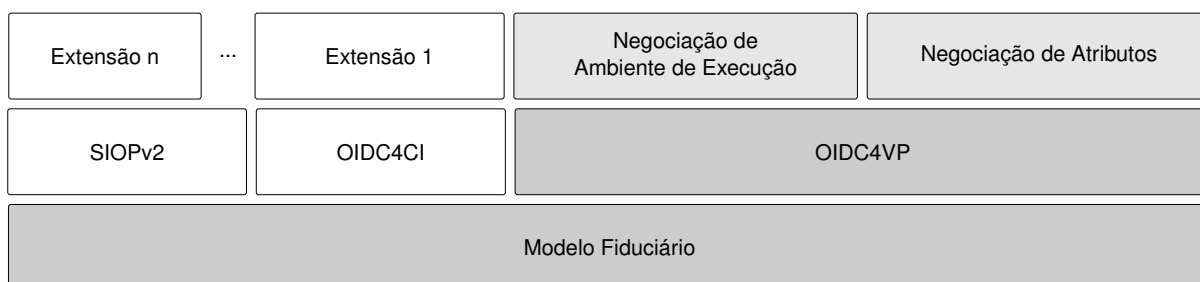 Extensão n
...
Extensão 1
Negociação de
Ambiente de Execução
Negociação de Atributos
SIOPv2
OIDC4CI
OIDC4VP
Modelo Fiduciário